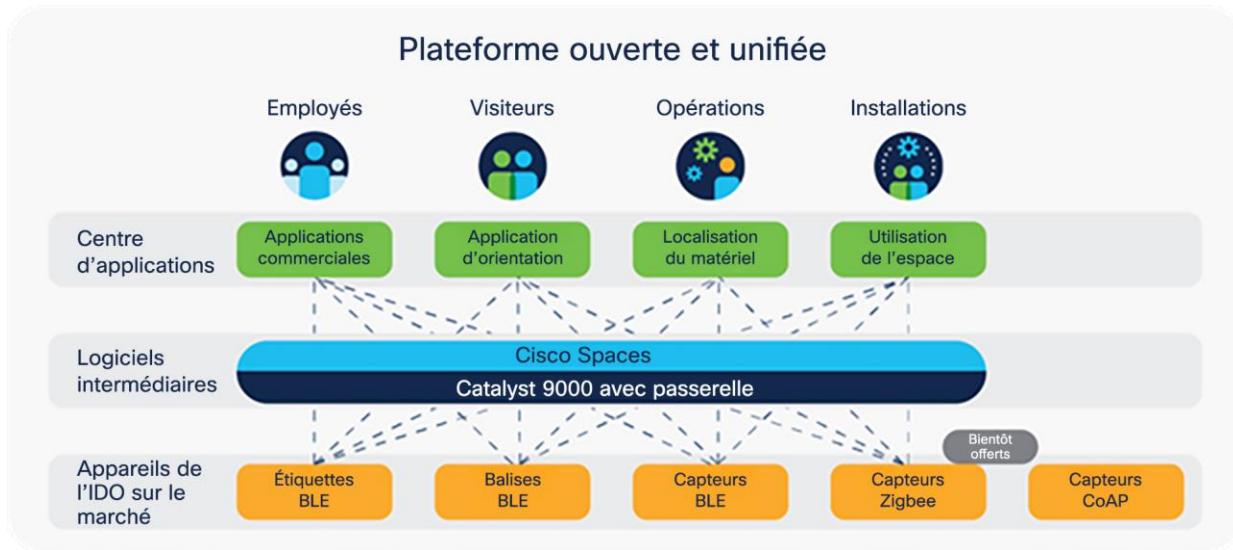 Plateforme ouverte et unifiée
Employés
Visiteurs
Opérations
Installations
Centre
d'applications
Applications
commerciales
Application
d'orientation
Localisation
du matériel
Utilisation
de l'espace
Logiciels
intermédiaires
Cisco Spaces
Catalyst 9000 avec passerelle
Bientôt
offerts
Appareils de
l'IDO sur le
marché
Étiquettes
BLE
Balises
BLE
Capteurs
BLE
Capteurs
Zigbee
Capteurs
CoAP